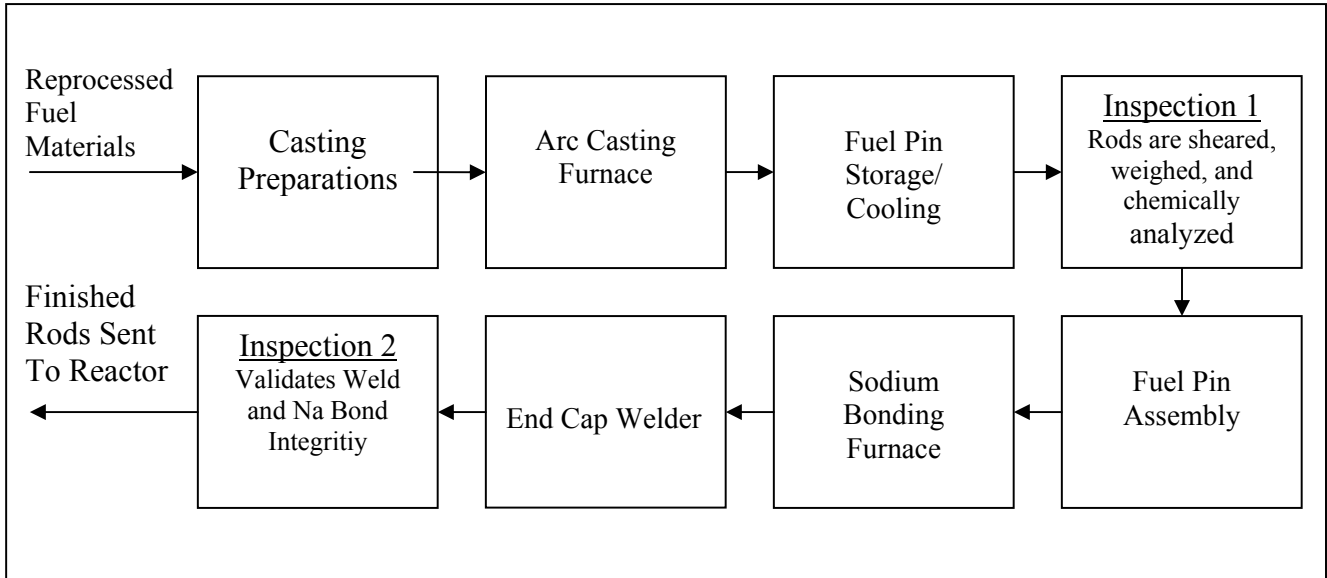 Reprocessed
Fuel
Materials
Casting
Preparations
Arc Casting
Furnace
Fuel Pin
Storage/
Cooling
Inspection 1
Rods are sheared,
weighed, and
chemically
analyzed
Fuel Pin
Assembly
Sodium
Bonding
Furnace
End Cap Welder
Inspection 2
Validates Weld
and Na Bond
Integritiy
Finished
Rods Sent
To Reactor